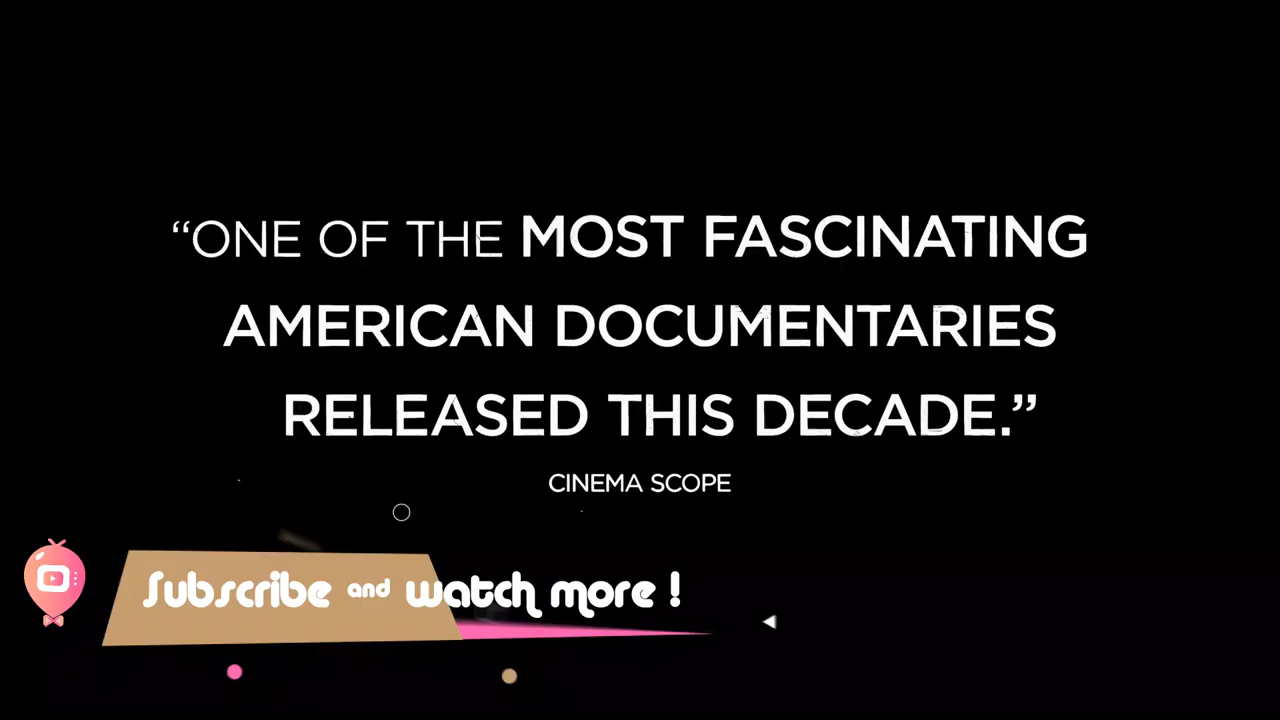 “ONE OF THE MOST FASCINATING
AMERICAN DOCUMENTARIES
RELEASED THIS DECADE.”
CINEMA SCOPE
Subscribe and watch more !